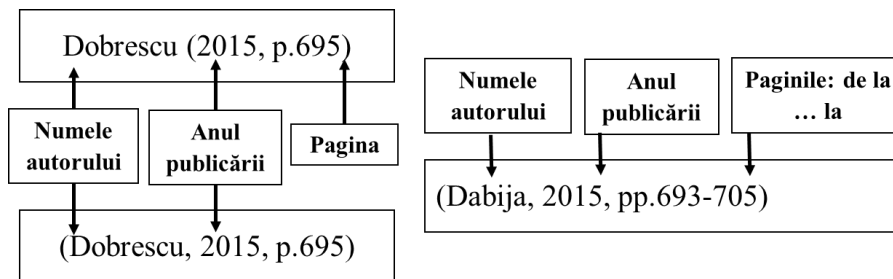 Dobrescu (2015, p.695)
Numele
autorului
Anul
publicării
Pagina
(Dobrescu, 2015, p.695)
Numele
autorului
Anul
publicării
Paginile: de la
… la
(Dabija, 2015, pp.693-705)